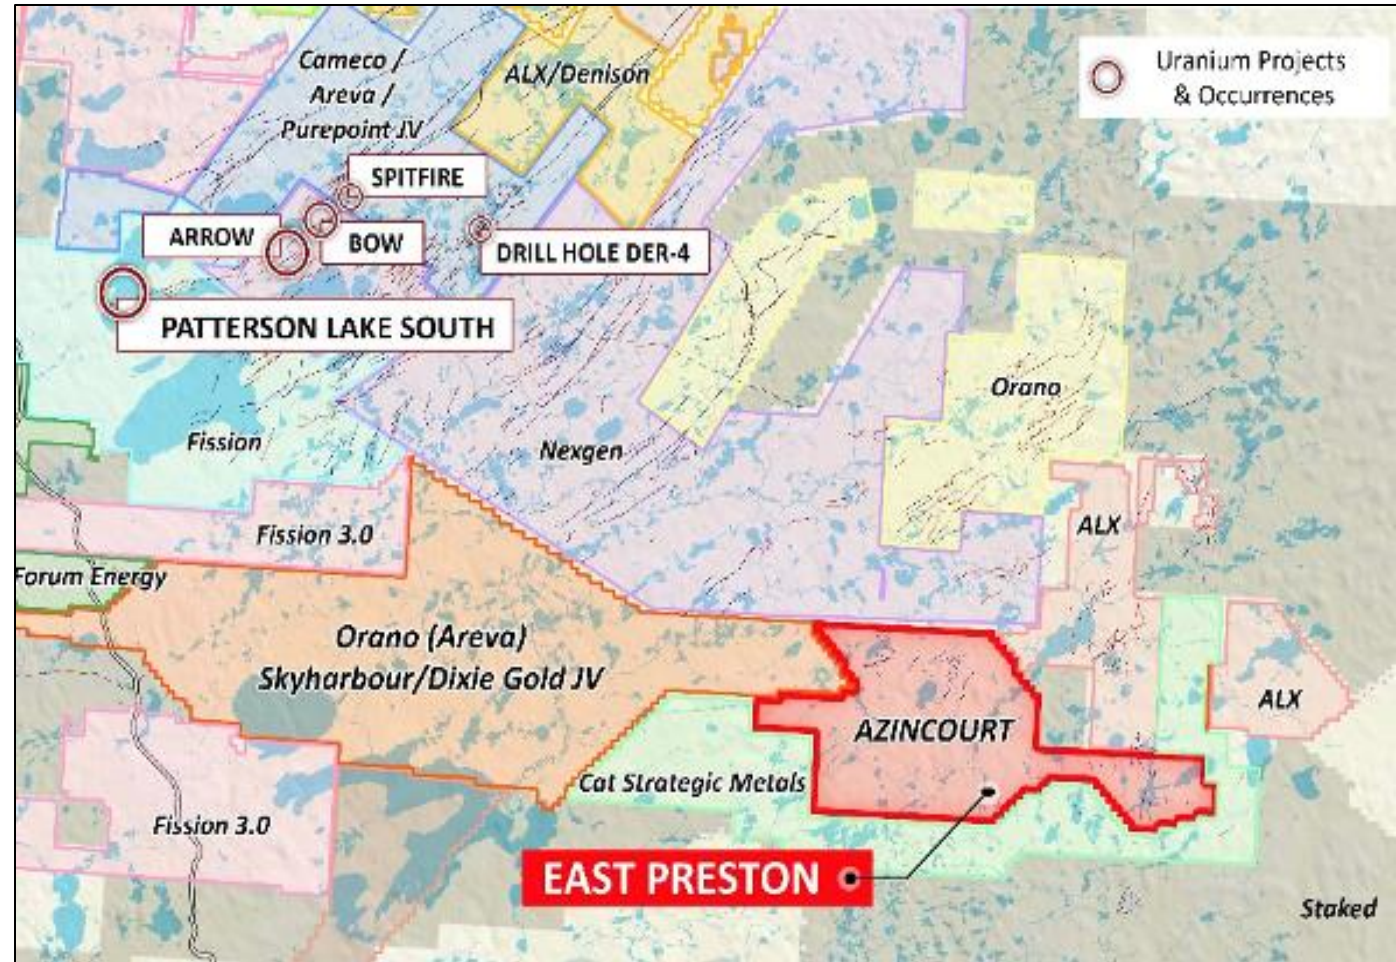 Cameco /
Areva /
Purepoint JV
ALX/Denison
Uranium Projects
& Occurrences
SPITFIRE
ARROW
BOW
DRILL HOLE DER-4
PATTERSON LAKE SOUTH
Orano
Fission
Nexgen
Fission 3.0
ALX
Forum Energy
Orano (Areva)
Skyharbour/Dixie Gold JV
ALX
AZINCOURT
Cat Strategic Metals
Fission 3.0
EAST PRESTON
Staked